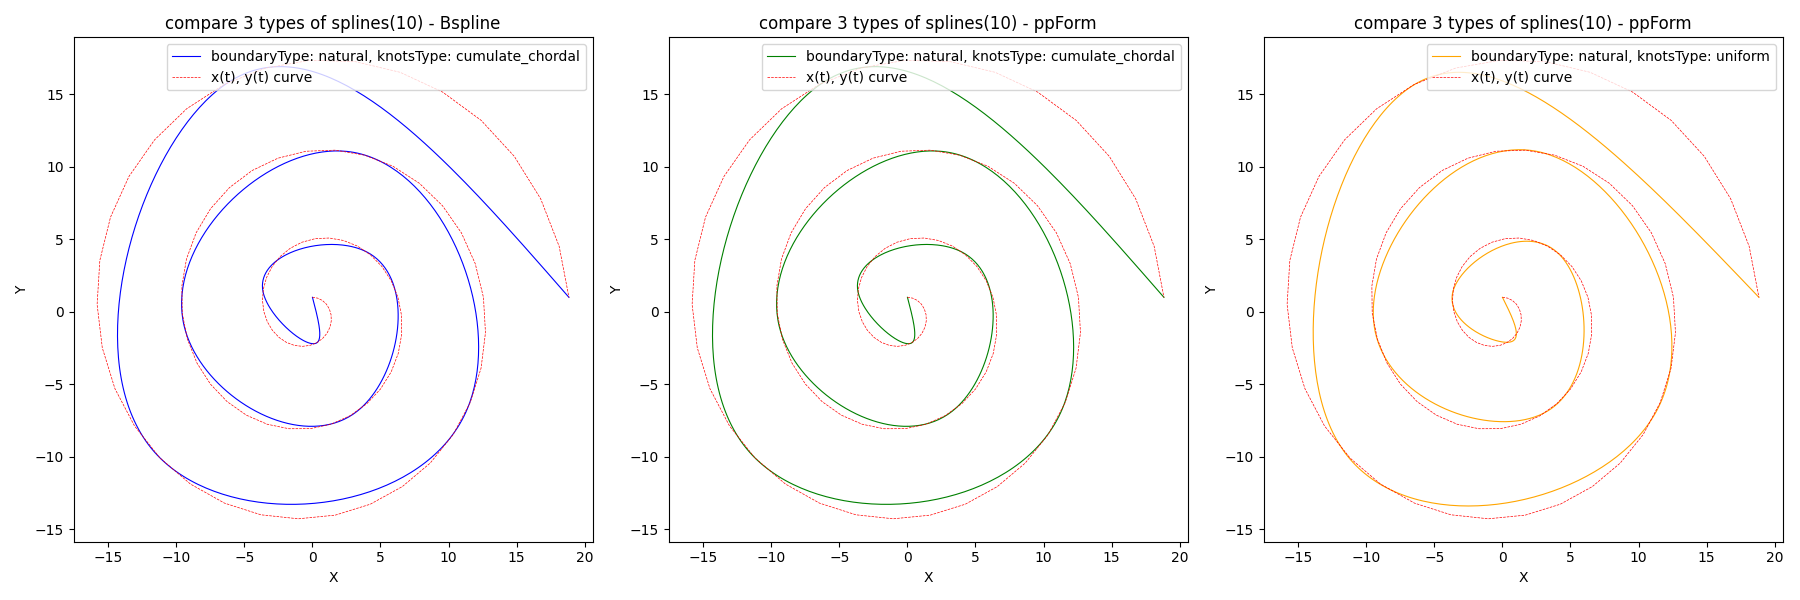 compare 3 types of splines(10) - Bspline
boundaryType: natural, knotsType: cumulate_chordal
x(t), y(t) curve
15
10
5
0
−5
−10
−15
Y
−15 −10 −5 0 5 10 15 20
X
compare 3 types of splines(10) - ppForm
boundaryType: natural, knotsType: cumulate_chordal
x(t), y(t) curve
15
10
5
0
−5
−10
−15
Y
−15 −10 −5 0 5 10 15 20
X
compare 3 types of splines(10) - ppForm
boundaryType: natural, knotsType: uniform
x(t), y(t) curve
15
10
5
0
−5
−10
−15
Y
−15 −10 −5 0 5 10 15 20
X